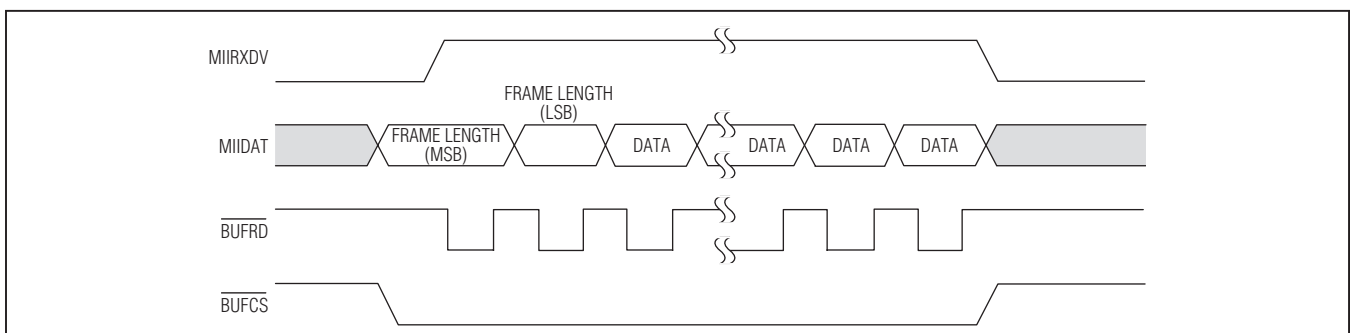 MIIRXDV
FRAME LENGTH
(LSB)
MIIDAT
FRAME LENGTH
(MSB)
DATA
DATA
DATA
DATA
BUFRD
BUFCS